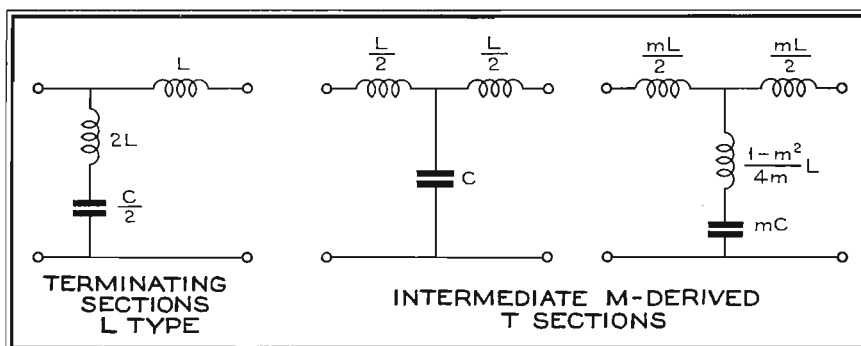 L
2L
C/2
L/2
L/2
C
mL/2
mL/2
1-m²/4m L
mC
TERMINATING
SECTIONS
L TYPE
INTERMEDIATE M-DERIVED
T SECTIONS